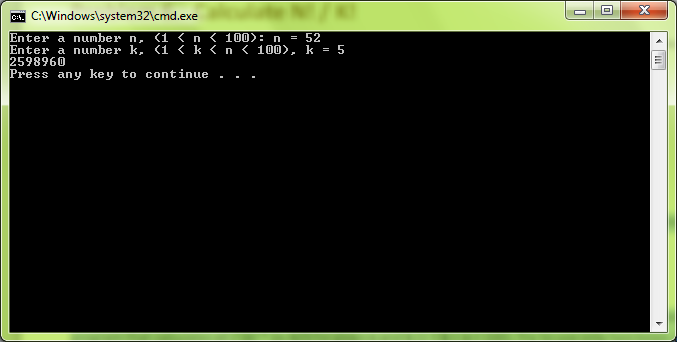 Calculate N! / K!
C:\Windows\system32\cmd.exe
Enter a number n, (1 < n < 100): n = 52
Enter a number k, (1 < k < n < 100), k = 5
2598960
Press any key to continue . . .